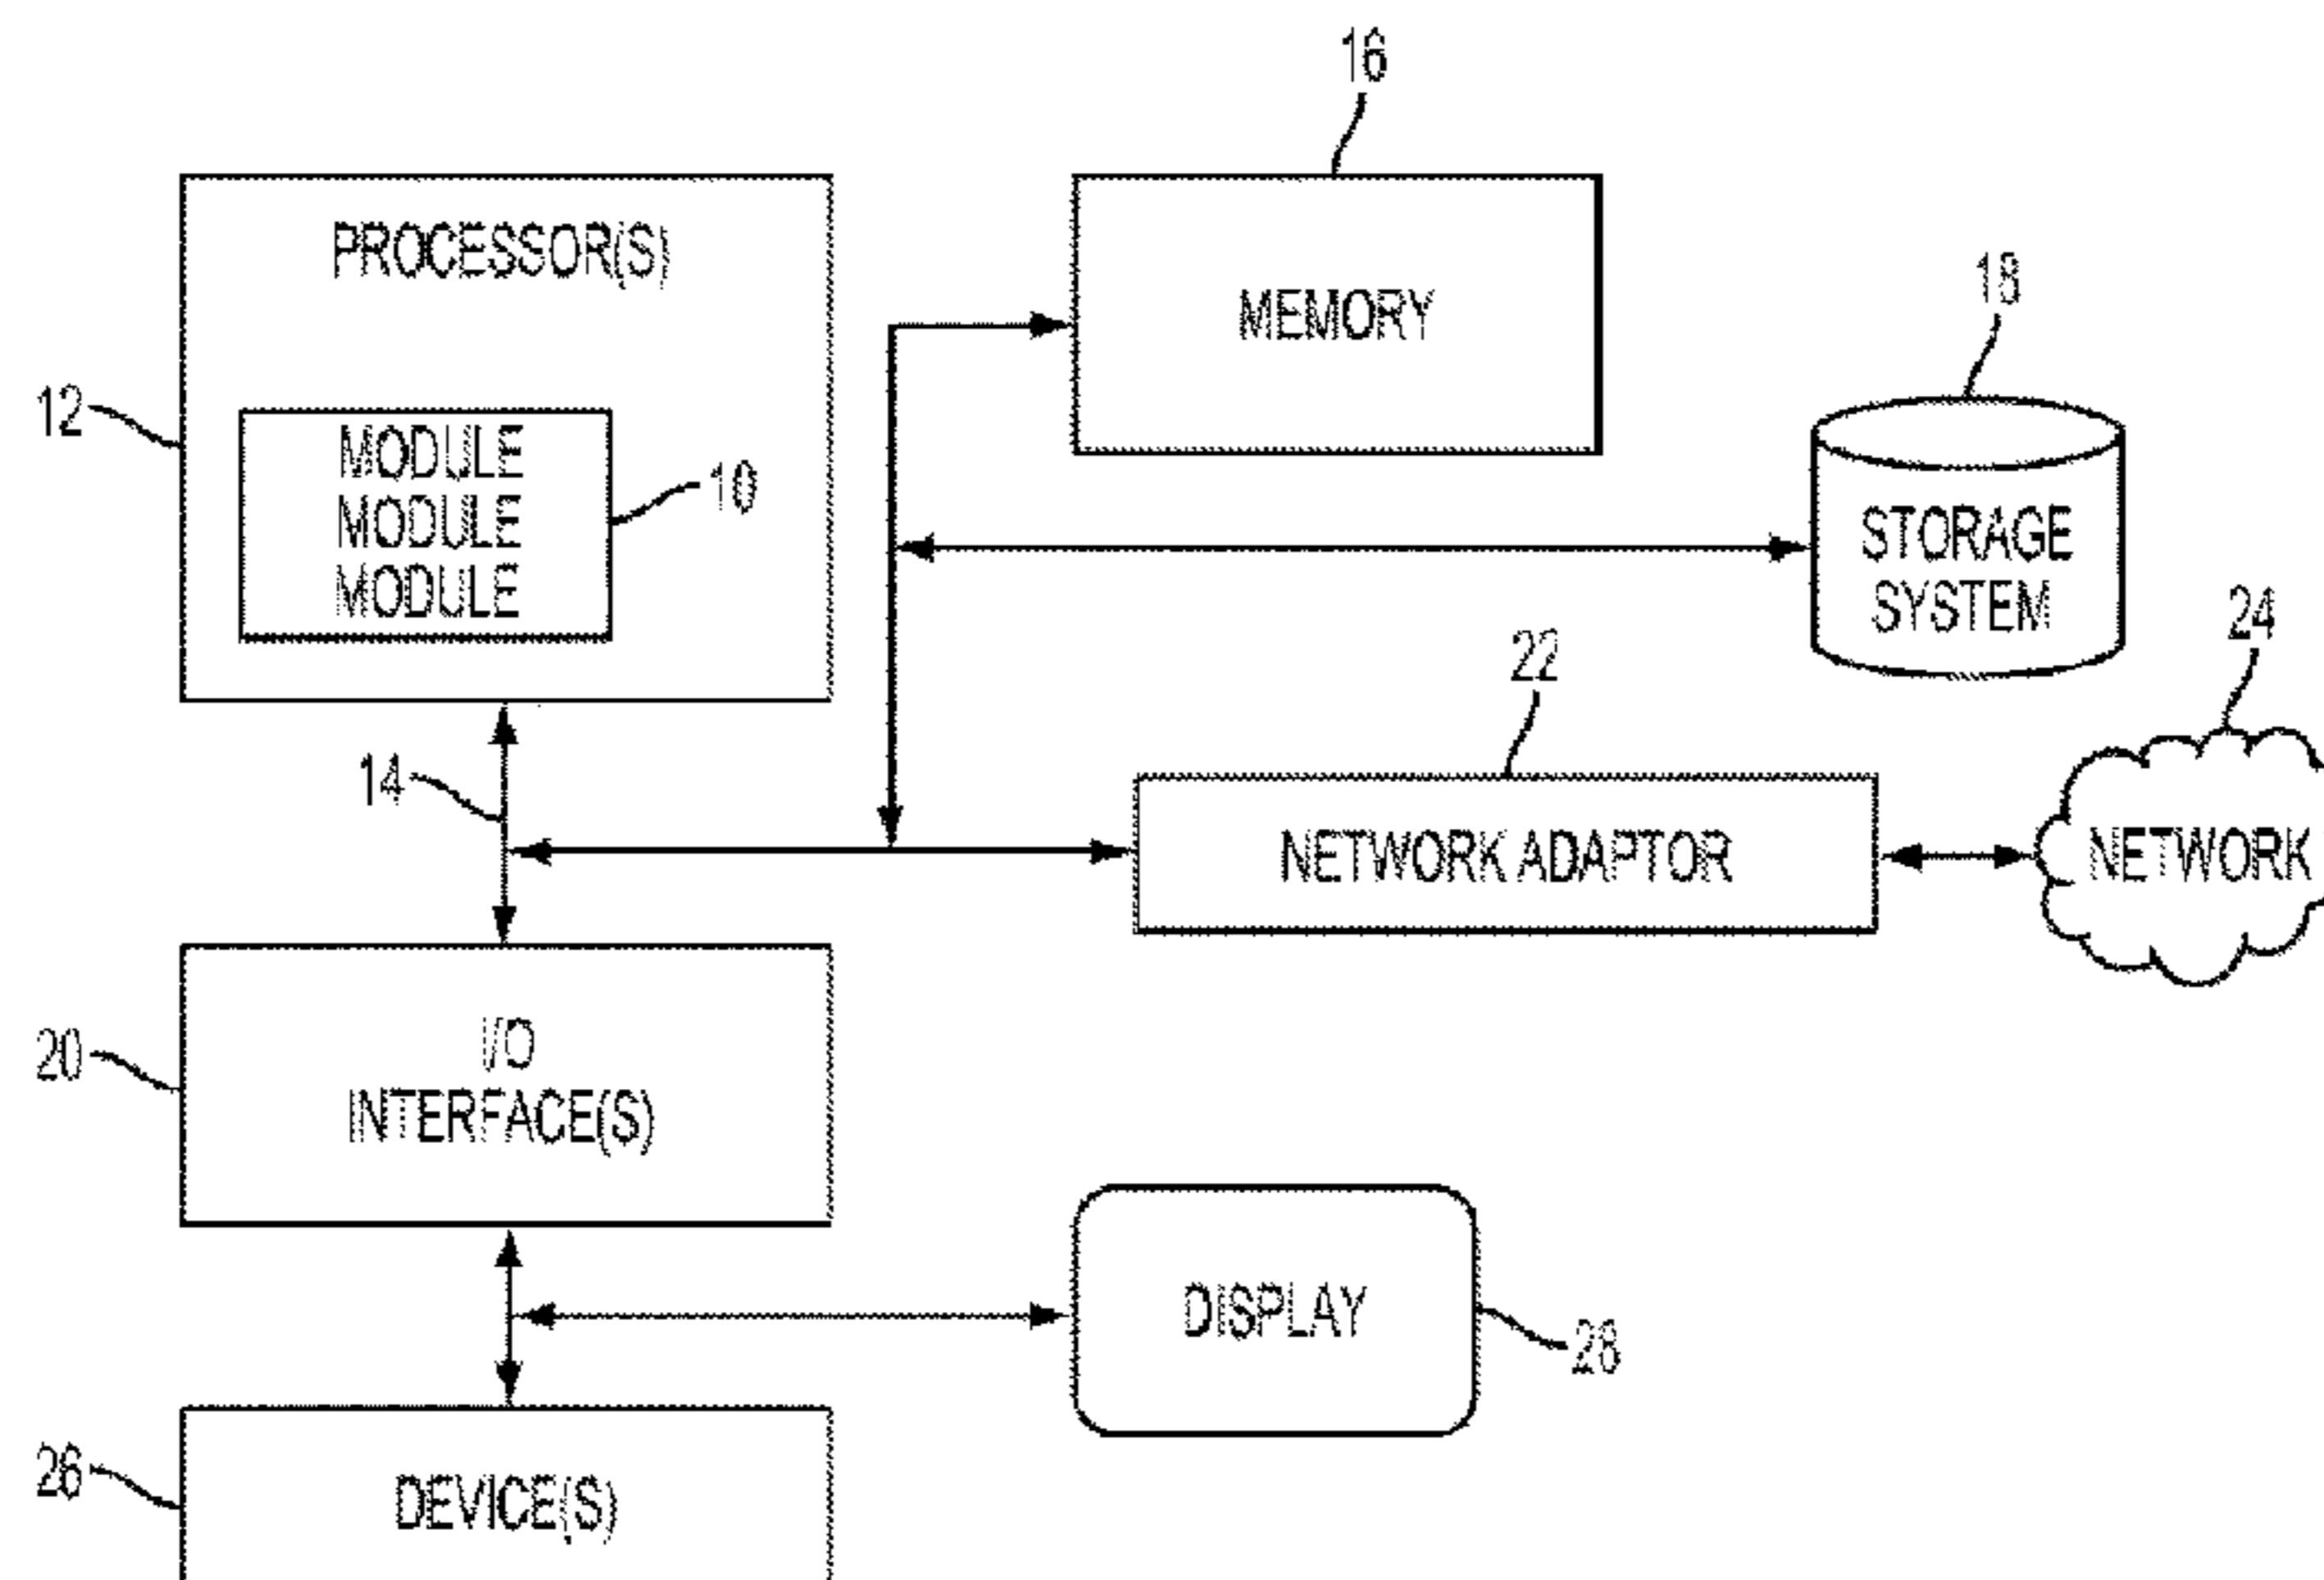 16
PROCESSOR(S)
MEMORY
18
12
MODULE
MODULE
MODULE
10
STORAGE
SYSTEM
24
22
14
NETWORK ADAPTOR
NETWORK
20
I/O
INTERFACE(S)
DISPLAY
28
26
DEVICE(S)